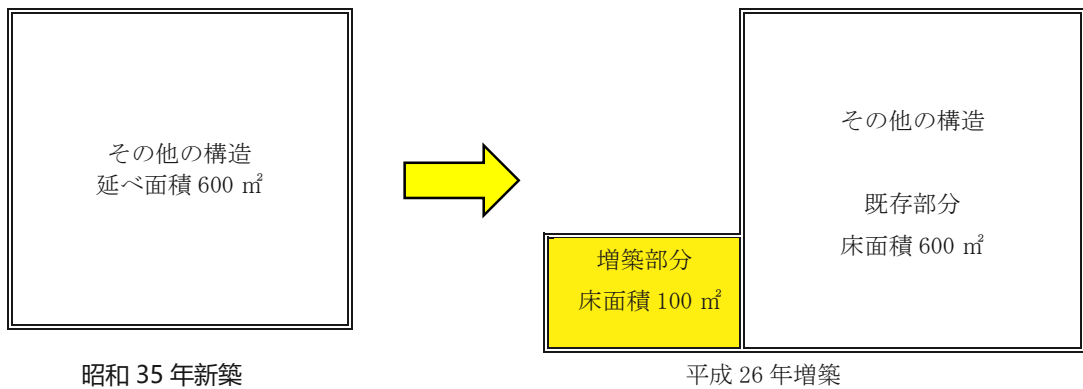 その他の構造
延べ面積 600 ㎡
昭和 35 年新築
その他の構造
既存部分
床面積 600 ㎡
増築部分
床面積 100 ㎡
平成 26 年増築